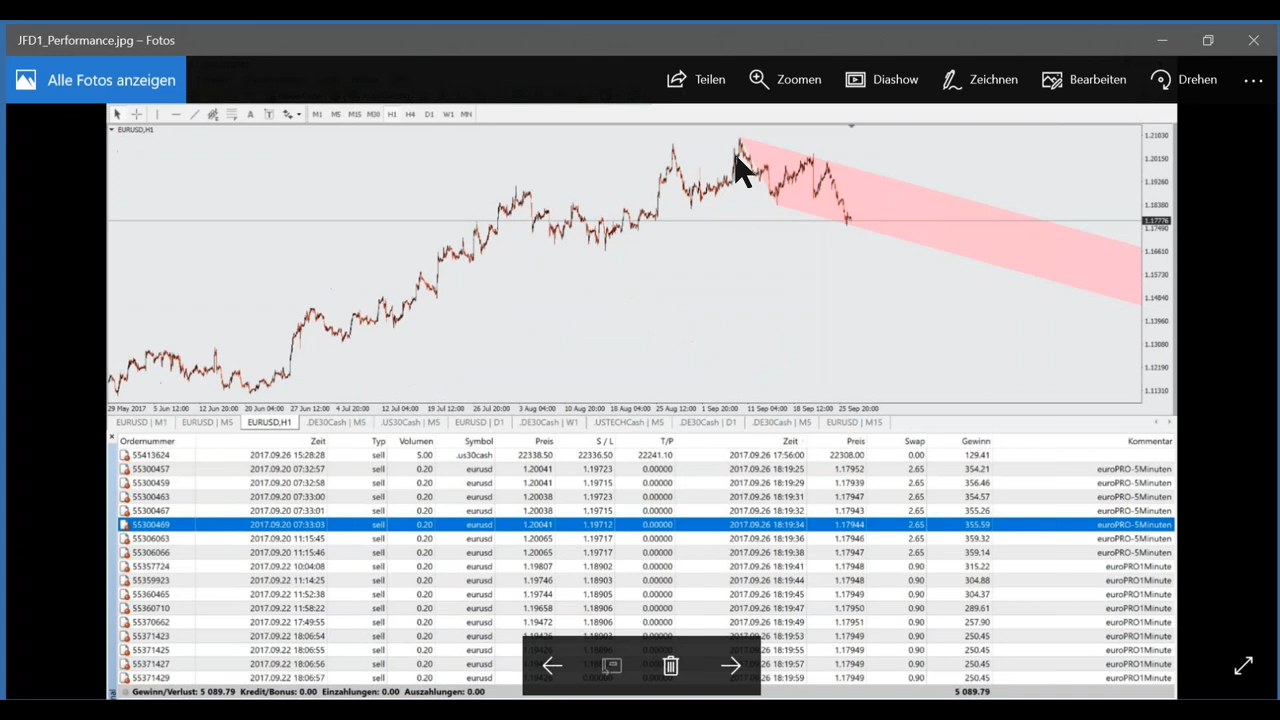 JFD1_Performance.jpg – Fotos
Alle Fotos anzeigen Teilen Zoomen Diashow Zeichnen Bearbeiten Drehen
A T M1 M5 M15 M30 H1 H4 D1 W1 MN
EURUSD,H1
1.21030
1.20150
1.19260
1.18380
1.17776
1.17490
1.16610
1.15730
1.14840
1.13960
1.13080
1.12190
1.11310
29 May 2017 5 Jun 12:00 12 Jun 20:00 20 Jun 04:00 27 Jun 12:00 4 Jul 20:00 12 Jul 04:00 19 Jul 12:00 26 Jul 20:00 3 Aug 04:00 10 Aug 20:00 18 Aug 04:00 25 Aug 12:00 1 Sep 20:00 11 Sep 04:00 18 Sep 12:00 25 Sep 20:00
EURUSD | M1 EURUSD | M5 EURUSD,H1 .DE30Cash | M5 .US30Cash | M5 EURUSD | D1 .DE30Cash | W1 .USTECHCash | M5 .DE30Cash | D1 .DE30Cash | M5 EURUSD | M15
Ordernummer Zeit Typ Volumen Symbol Preis S / L T/P Zeit Preis Swap Gewinn Kommentar
55413624 2017.09.26 15:28:28 sell 5.00 .us30cash 22338.50 22336.50 22241.10 2017.09.26 17:56:00 22308.00 0.00 129.41
55300457 2017.09.20 07:32:57 sell 0.20 eurusd 1.20041 1.19723 0.00000 2017.09.26 18:19:25 1.17952 2.65 354.21 euroPRO-5Minuten
55300459 2017.09.20 07:32:58 sell 0.20 eurusd 1.20041 1.19715 0.00000 2017.09.26 18:19:29 1.17939 2.65 356.46 euroPRO-5Minuten
55300463 2017.09.20 07:33:00 sell 0.20 eurusd 1.20038 1.19723 0.00000 2017.09.26 18:19:31 1.17947 2.65 354.57 euroPRO-5Minuten
55300467 2017.09.20 07:33:01 sell 0.20 eurusd 1.20038 1.19715 0.00000 2017.09.26 18:19:32 1.17943 2.65 355.26 euroPRO-5Minuten
55300469 2017.09.20 07:33:03 sell 0.20 eurusd 1.20041 1.19712 0.00000 2017.09.26 18:19:34 1.17944 2.65 355.59 euroPRO-5Minuten
55306063 2017.09.20 11:15:45 sell 0.20 eurusd 1.20065 1.19717 0.00000 2017.09.26 18:19:36 1.17946 2.65 359.32 euroPRO-5Minuten
55306066 2017.09.20 11:15:46 sell 0.20 eurusd 1.20065 1.19717 0.00000 2017.09.26 18:19:38 1.17947 2.65 359.14 euroPRO-5Minuten
55357724 2017.09.22 10:04:08 sell 0.20 eurusd 1.19807 1.18902 0.00000 2017.09.26 18:19:41 1.17948 0.90 315.22 euroPRO1Minute
55359923 2017.09.22 11:14:25 sell 0.20 eurusd 1.19746 1.18903 0.00000 2017.09.26 18:19:44 1.17948 0.90 304.88 euroPRO1Minute
55360465 2017.09.22 11:52:38 sell 0.20 eurusd 1.19744 1.18905 0.00000 2017.09.26 18:19:45 1.17949 0.90 304.37 euroPRO1Minute
55360710 2017.09.22 11:58:22 sell 0.20 eurusd 1.19658 1.18906 0.00000 2017.09.26 18:19:47 1.17950 0.90 289.61 euroPRO1Minute
55370662 2017.09.22 17:49:55 sell 0.20 eurusd 1.19472 1.18906 0.00000 2017.09.26 18:19:49 1.17951 0.90 257.90 euroPRO1Minute
55371423 2017.09.22 18:06:54 sell 0.20 eurusd 26 18:19:53 1.17949 0.90 250.45 euroPRO1Minute
55371425 2017.09.22 18:06:55 sell 0.20 eurusd 26 18:19:55 1.17949 0.90 250.45 euroPRO1Minute
55371427 2017.09.22 18:06:56 sell 0.20 eurusd 26 18:19:57 1.17949 0.90 250.45 euroPRO1Minute
55371429 2017.09.22 18:06:57 sell 0.20 eurusd 26 18:19:59 1.17949 0.90 250.45 euroPRO1Minute
Gewinn/Verlust: 5 089.79 Kredit/Bonus: 0.00 Einzahlungen: 0.00 Auszahlungen: 0.00 5 089.79